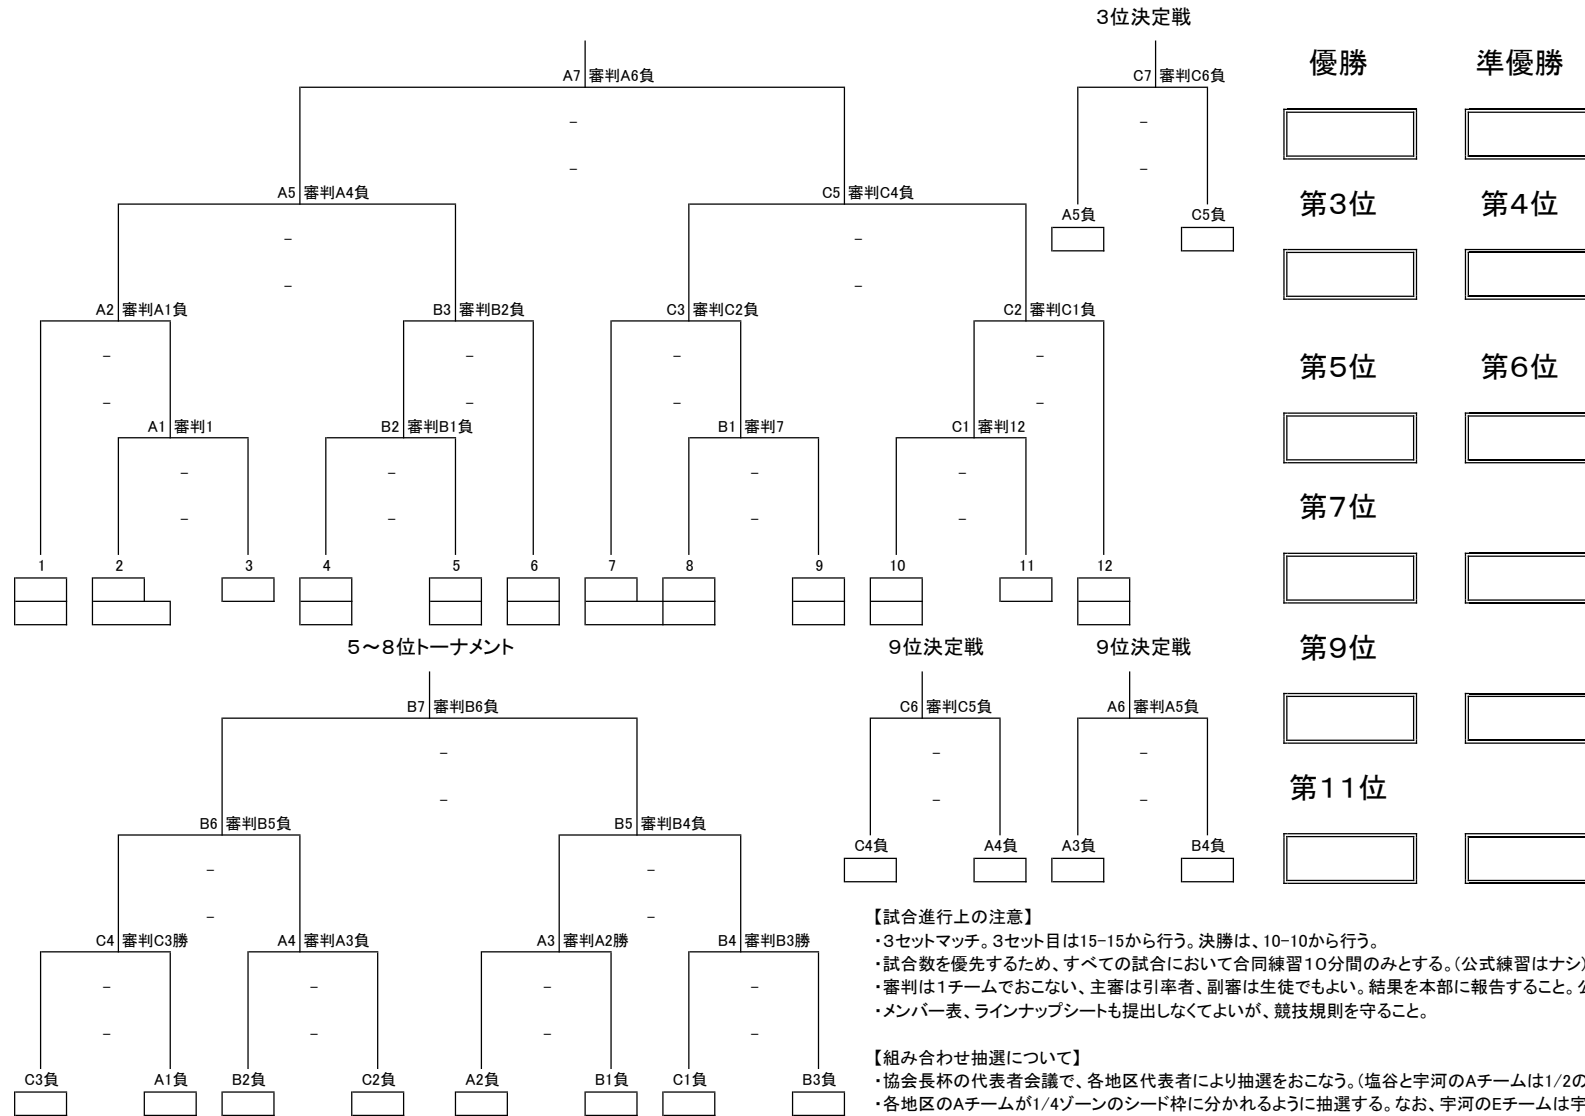 3位決定戦
優勝 準優勝
A7 審判A6負
C7 審判C6負
－ －
－ －
A5 審判A4負
C5 審判C4負
A5負 C5負
第3位 第4位
－ －
－ －
A2 審判A1負
B3 審判B2負
C3 審判C2負
C2 審判C1負
－ － － －
－ － － －
第5位 第6位
A1 審判1
B2 審判B1負
B1 審判7
C1 審判12
－ － － －
－ － － －
第7位
1 2 3 4 5 6 7 8 9 10 11 12
5～8位トーナメント
9位決定戦
9位決定戦
第9位
B7 審判B6負
C6 審判C5負
A6 審判A5負
－ － －
－ － －
第11位
B6 審判B5負
B5 審判B4負
C4負 A4負 A3負 B4負
－ －
－ －
C4 審判C3勝
A4 審判A3負
A3 審判A2勝
B4 審判B3勝
－ － － －
－ － － －
C3負 A1負 B2負 C2負 A2負 B1負 C1負 B3負
【試合進行上の注意】
・3セットマッチ。3セット目は15-15から行う。決勝は、10-10から行う。
・試合数を優先するため、すべての試合において合同練習10分間のみとする。(公式練習はナシ)
・審判は1チームでおこない、主審は引率者、副審は生徒でもよい。結果を本部に報告すること。公
・メンバー表、ラインナップシートも提出しなくてよいが、競技規則を守ること。
【組み合わせ抽選について】
・協会長杯の代表者会議で、各地区代表者により抽選をおこなう。(塩谷と宇河のAチームは1/2の
・各地区のAチームが1/4ゾーンのシード枠に分かれるように抽選する。なお、宇河のEチームは宇